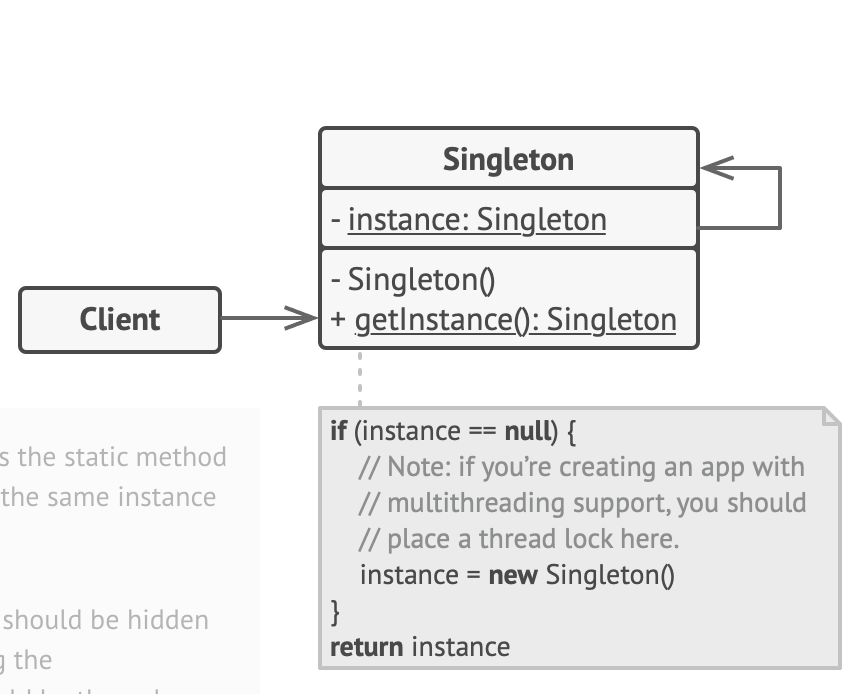 Singleton
- instance: Singleton
- Singleton()
+ getInstance(): Singleton
Client
if (instance == null) {
// Note: if you’re creating an app with
// multithreading support, you should
// place a thread lock here.
instance = new Singleton()
}
return instance
the static method
the same instance
should be hidden
the